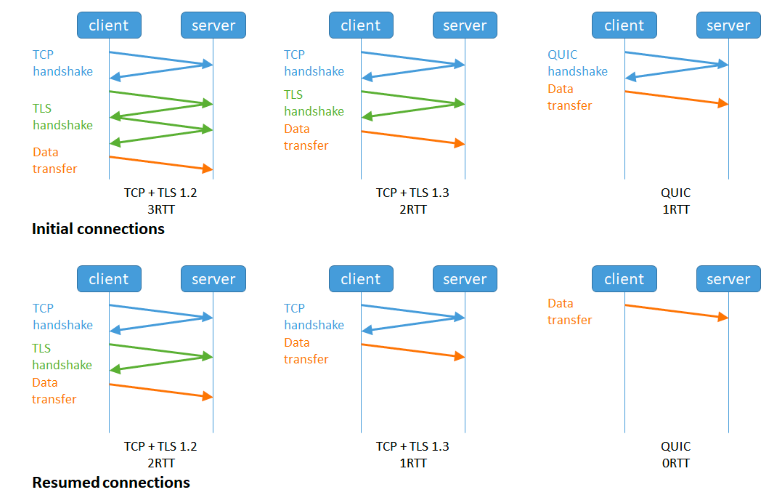 client server
client server
client server
TCP
handshake
TLS
handshake
Data
transfer
TCP + TLS 1.2
3RTT
TCP
handshake
TLS
handshake
Data
transfer
TCP + TLS 1.3
2RTT
QUIC
handshake
Data
transfer
QUIC
1RTT
Initial connections
client server
client server
client server
TCP
handshake
TLS
handshake
Data
transfer
TCP + TLS 1.2
2RTT
TCP
handshake
Data
transfer
TCP + TLS 1.3
1RTT
Data
transfer
QUIC
0RTT
Resumed connections